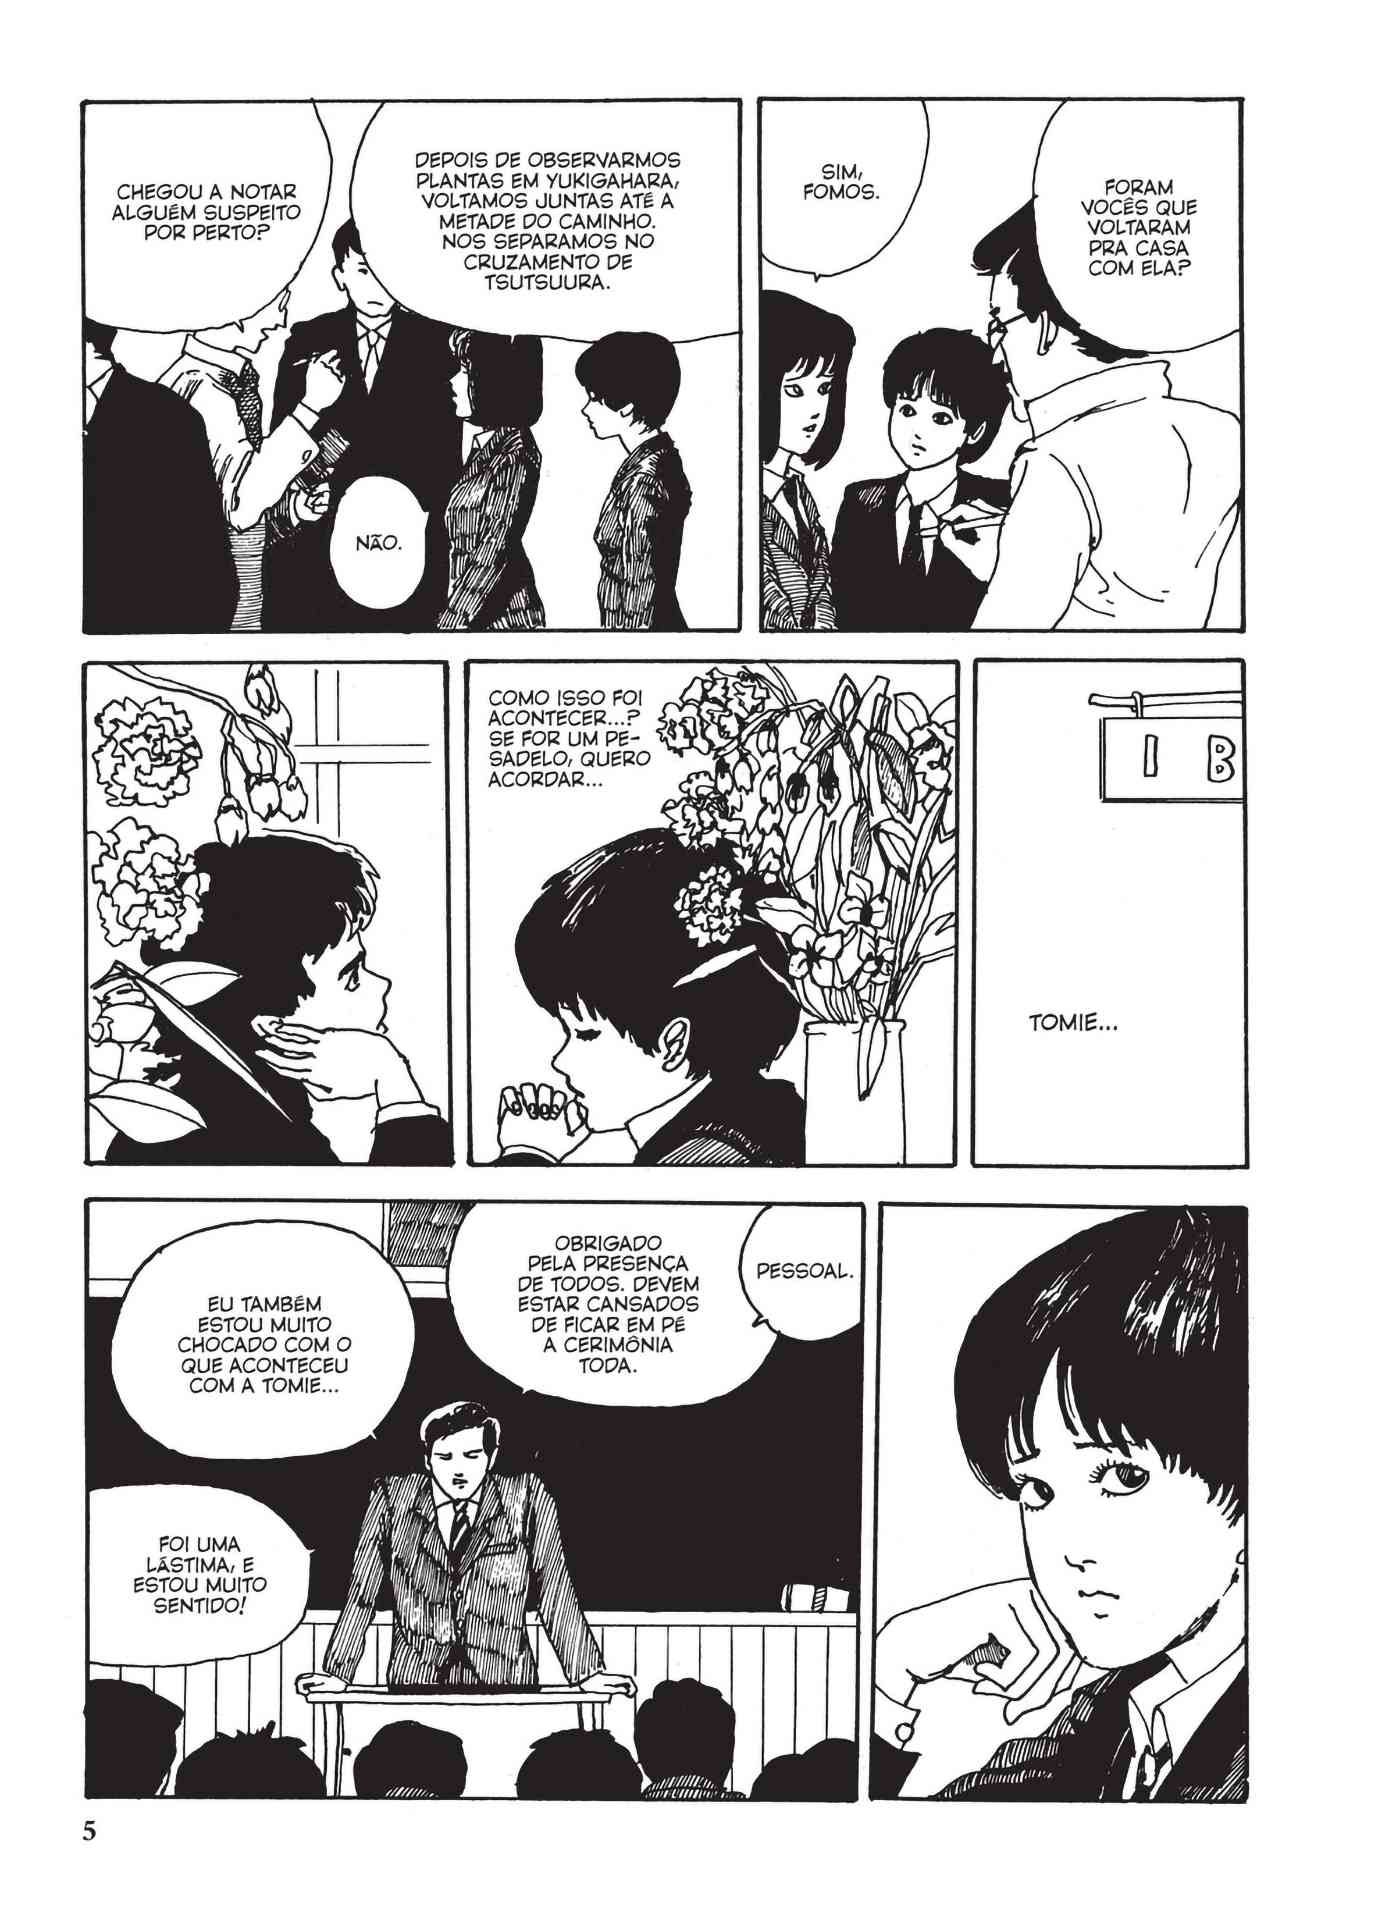 FORAM
VOCÊS QUE
VOLTARAM
PRA CASA
COM ELA?
SIM,
FOMOS.
DEPOIS DE OBSERVARMOS
PLANTAS EM YUKIGAHARA,
VOLTAMOS JUNTAS ATÉ A
METADE DO CAMINHO.
NOS SEPARAMOS NO
CRUZAMENTO DE
TSUTSUURA.
CHEGOU A NOTAR
ALGUÉM SUSPEITO
POR PERTO?
NÃO.
I B
TOMIE...
COMO ISSO FOI
ACONTECER...?
SE FOR UM PE-
SADELO, QUERO
ACORDAR...
PESSOAL.
OBRIGADO
PELA PRESENÇA
DE TODOS. DEVEM
ESTAR CANSADOS
DE FICAR EM PÉ
A CERIMÔNIA
TODA.
EU TAMBÉM
ESTOU MUITO
CHOCADO COM O
QUE ACONTECEU
COM A TOMIE...
FOI UMA
LÁSTIMA, E
ESTOU MUITO
SENTIDO!
5